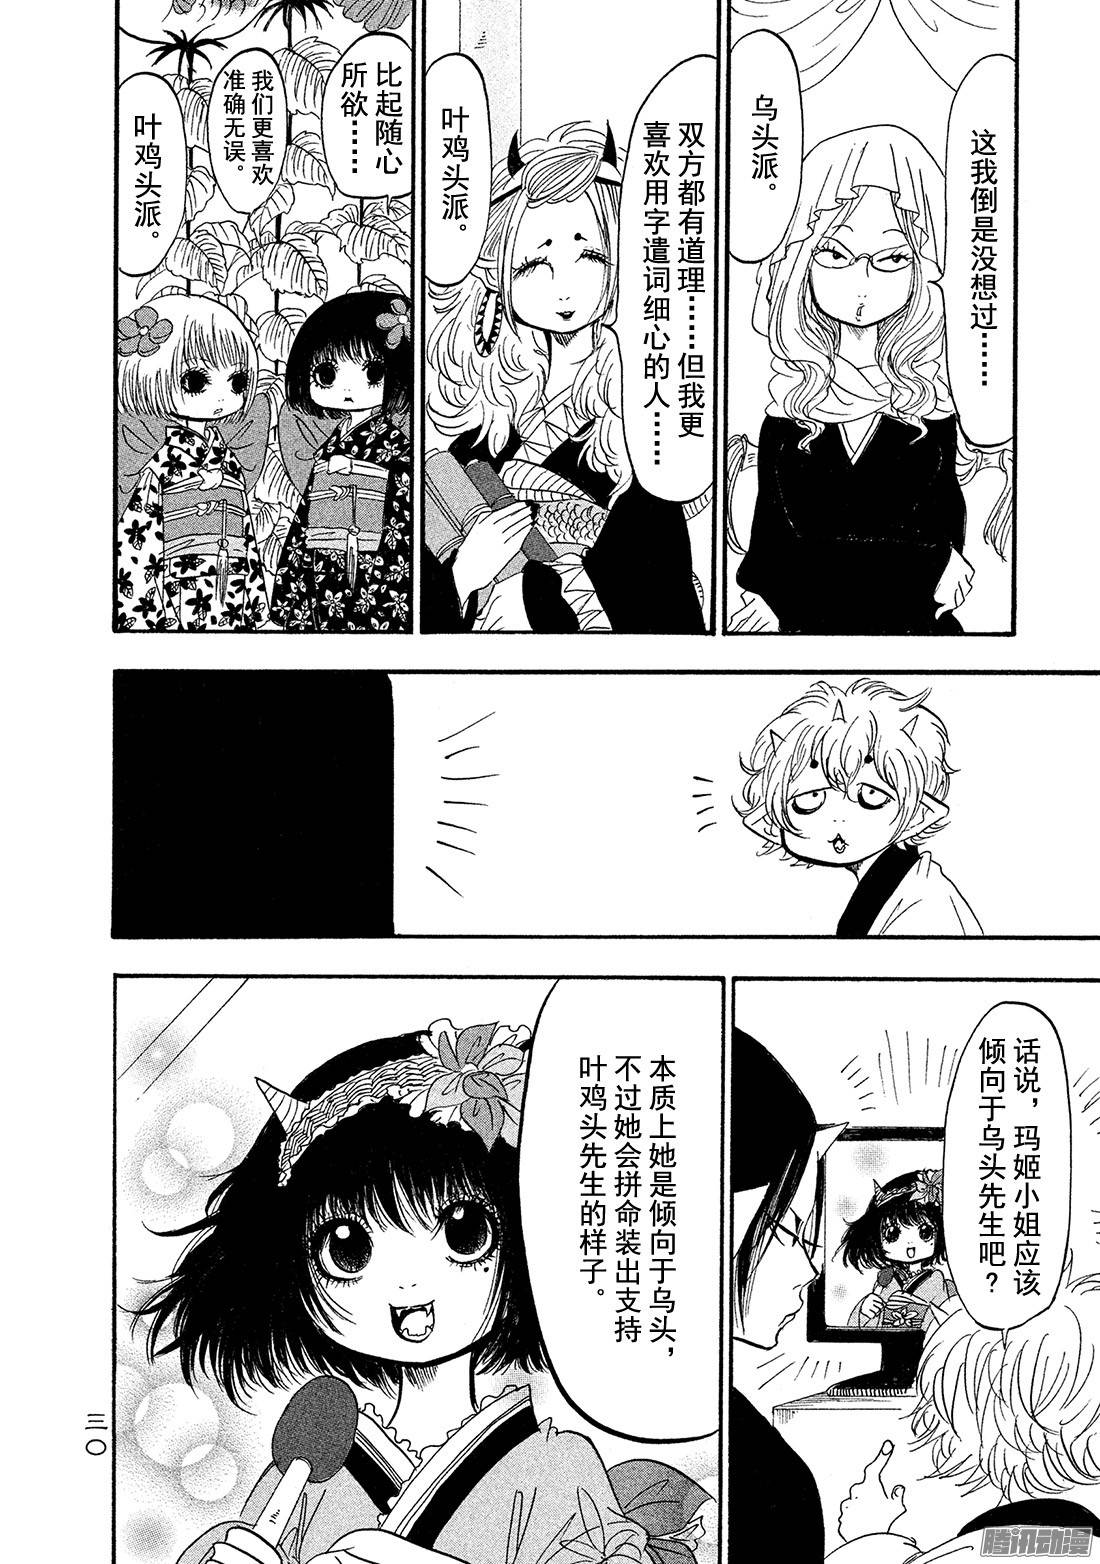 这我倒是没想过……
乌头派。
双方都有道理……但我更
喜欢用字遣词细心的人……
叶鸡头派。
比起随心
所欲……
我们更喜欢
准确无误。
叶鸡头派。
话说，玛姬小姐应该
倾向于乌头先生吧？
本质上她是倾向于乌头，
不过她会拼命装出支持
叶鸡头先生的样子。
三〇
腾讯动漫